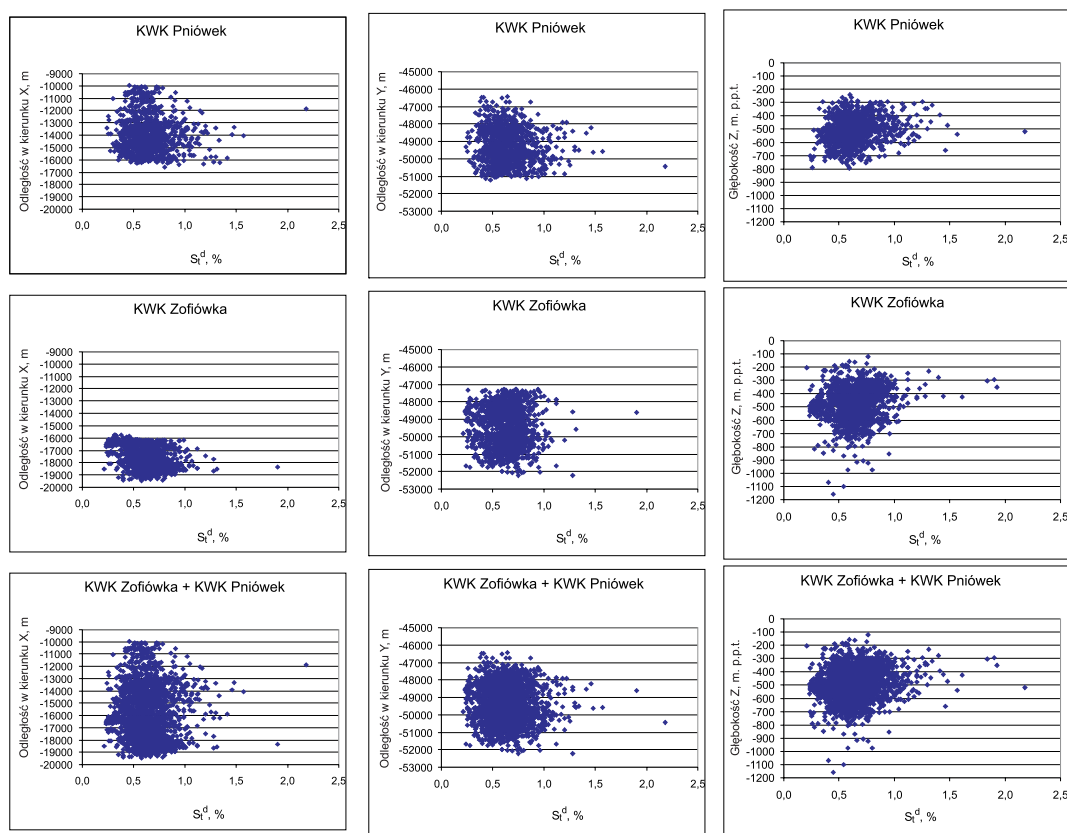 KWK Pniówek
Odległość w kierunku X, m
-9000
-10000
-11000
-12000
-13000
-14000
-15000
-16000
-17000
-18000
-19000
-20000
0,0 0,5 1,0 1,5 2,0 2,5
Stᵈ, %
KWK Pniówek
Odległość w kierunku Y, m
-45000
-46000
-47000
-48000
-49000
-50000
-51000
-52000
-53000
0,0 0,5 1,0 1,5 2,0 2,5
Stᵈ, %
KWK Pniówek
Głębokość Z, m. p.p.t.
0
-100
-200
-300
-400
-500
-600
-700
-800
-900
-1000
-1100
-1200
0,0 0,5 1,0 1,5 2,0 2,5
Stᵈ, %
KWK Zofiówka
Odległość w kierunku X, m
-9000
-10000
-11000
-12000
-13000
-14000
-15000
-16000
-17000
-18000
-19000
-20000
0,0 0,5 1,0 1,5 2,0 2,5
Stᵈ, %
KWK Zofiówka
Odległość w kierunku Y, m
-45000
-46000
-47000
-48000
-49000
-50000
-51000
-52000
-53000
0,0 0,5 1,0 1,5 2,0 2,5
Stᵈ, %
KWK Zofiówka
Głębokość Z, m. p.p.t.
0
-100
-200
-300
-400
-500
-600
-700
-800
-900
-1000
-1100
-1200
0,0 0,5 1,0 1,5 2,0 2,5
Stᵈ, %
KWK Zofiówka + KWK Pniówek
Odległość w kierunku X, m
-9000
-10000
-11000
-12000
-13000
-14000
-15000
-16000
-17000
-18000
-19000
-20000
0,0 0,5 1,0 1,5 2,0 2,5
Stᵈ, %
KWK Zofiówka + KWK Pniówek
Odległość w kierunku Y, m
-45000
-46000
-47000
-48000
-49000
-50000
-51000
-52000
-53000
0,0 0,5 1,0 1,5 2,0 2,5
Stᵈ, %
KWK Zofiówka + KWK Pniówek
Głębokość Z, m. p.p.t.
0
-100
-200
-300
-400
-500
-600
-700
-800
-900
-1000
-1100
-1200
0,0 0,5 1,0 1,5 2,0 2,5
Stᵈ, %